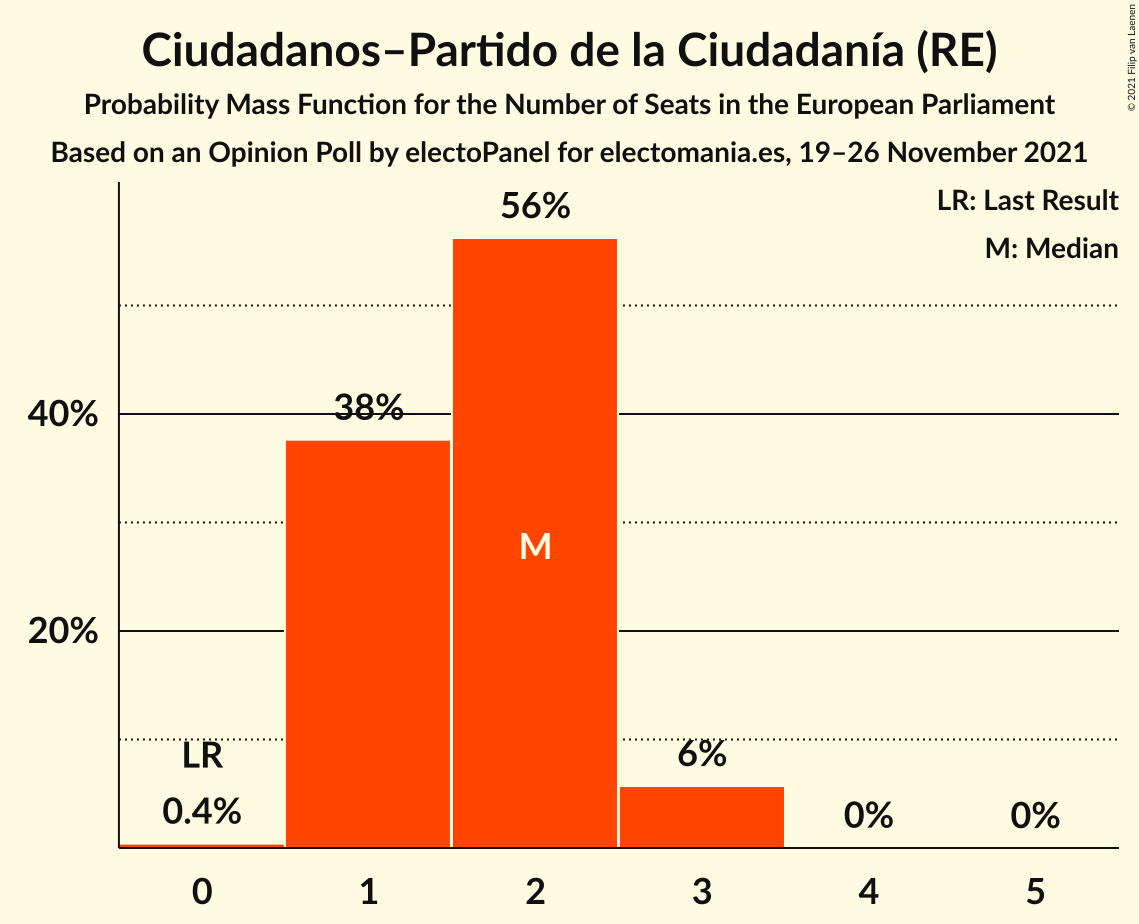 Ciudadanos–Partido de la Ciudadanía (RE)
Probability Mass Function for the Number of Seats in the European Parliament
Based on an Opinion Poll by electoPanel for electomania.es, 19–26 November 2021
© 2021 Filip van Laenen
LR: Last Result
M: Median
56%
40%
38%
M
20%
LR
6%
0.4%
0%
0%
0
1
2
3
4
5